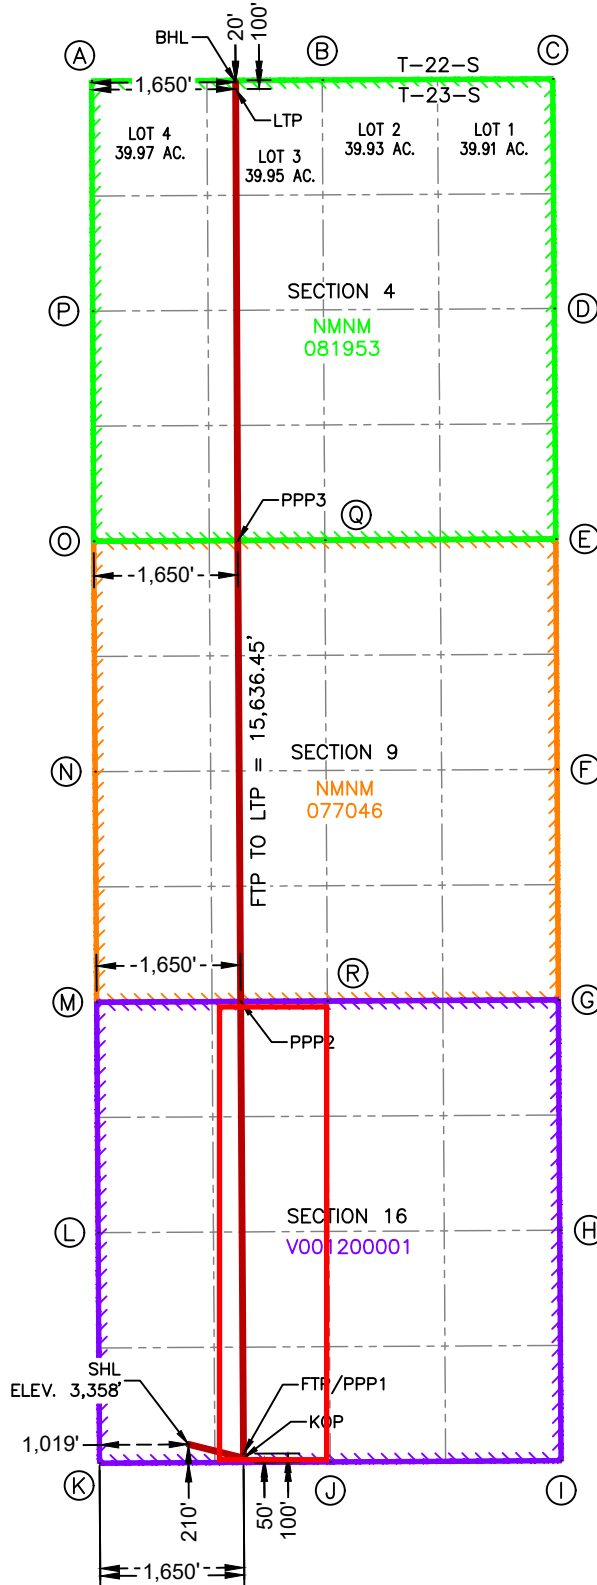 A
BHL
20'
100'
B
C
T-22-S
1,650'
T-23-S
LTP
LOT 4
39.97 AC.
LOT 3
39.95 AC.
LOT 2
39.93 AC.
LOT 1
39.91 AC.
SECTION 4
NMNM
081953
P
D
PPP3
Q
O
E
1,650'
FTP TO LTP = 15,636.45'
SECTION 9
NMNM
077046
N
F
1,650'
R
M
G
PPP2
SECTION 16
V001200001
L
H
SHL
ELEV. 3,358'
FTP/PPP1
KOP
1,019'
K
210'
50'
100'
J
I
1,650'